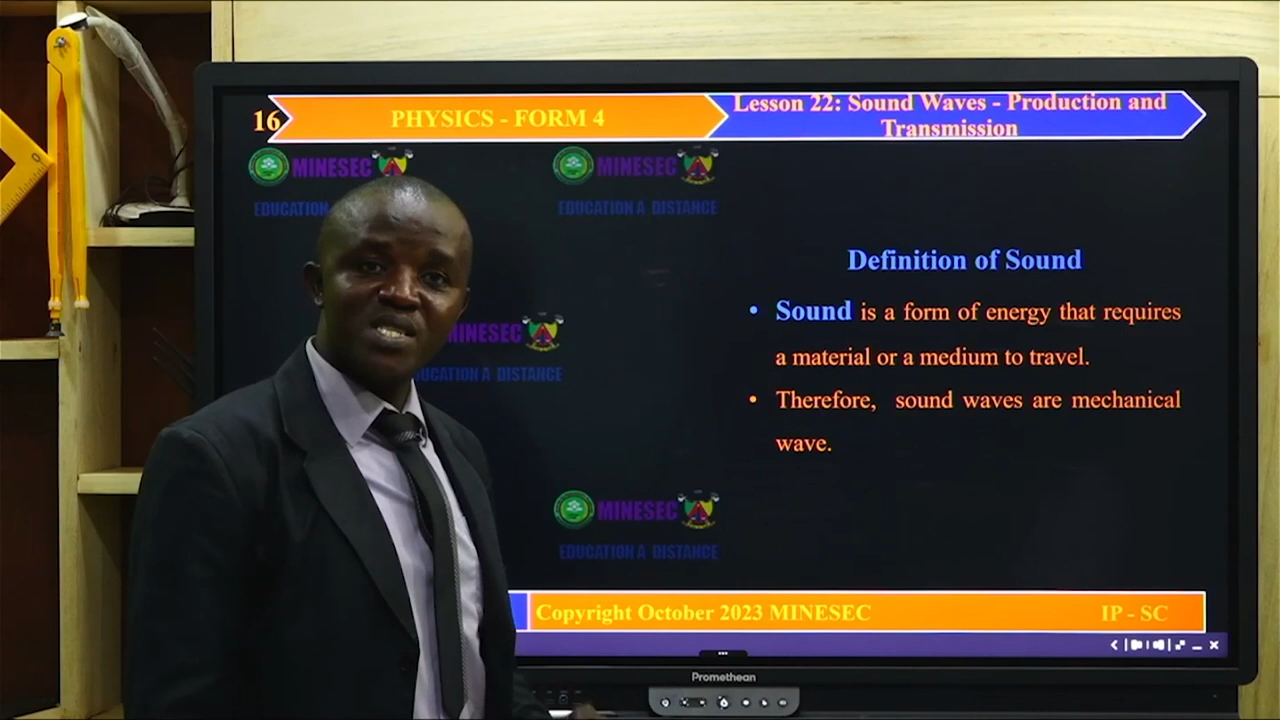 16
PHYSICS - FORM 4
Lesson 22: Sound Waves - Production and
Transmission
MINESEC
MINESEC
EDUCATION
EDUCATION A DISTANCE
Definition of Sound
• Sound is a form of energy that requires
a material or a medium to travel.
• Therefore, sound waves are mechanical
wave.
MINESEC
EDUCATION A DISTANCE
MINESEC
EDUCATION A DISTANCE
Copyright October 2023 MINESEC
IP - SC
Promethean